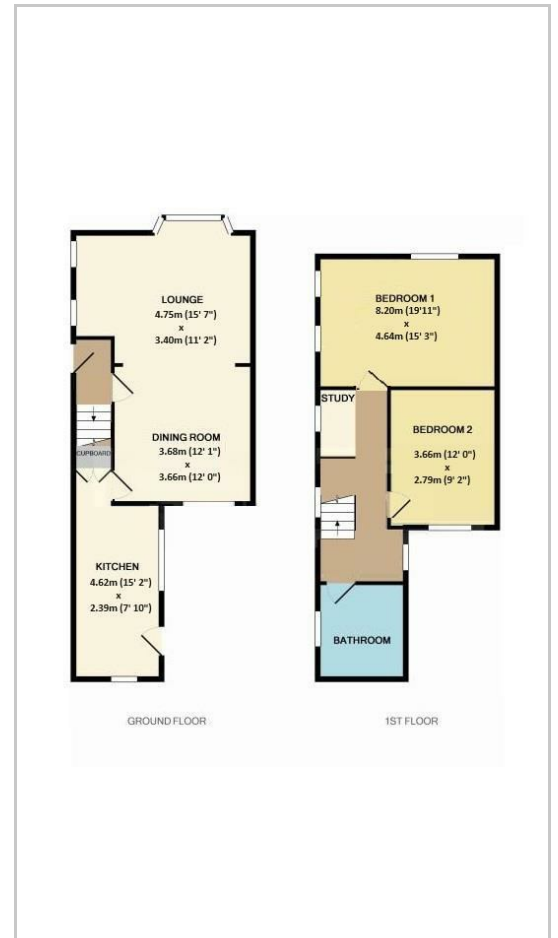 LOUNGE
4.75m (15' 7")
x
3.40m (11' 2")
DINING ROOM
3.68m (12' 1")
x
3.66m (12' 0")
CUPBOARD
KITCHEN
4.62m (15' 2")
x
2.39m (7' 10")
GROUND FLOOR
BEDROOM 1
8.20m (19'11")
x
4.64m (15' 3")
STUDY
BEDROOM 2
3.66m (12' 0")
x
2.79m (9' 2")
BATHROOM
1ST FLOOR